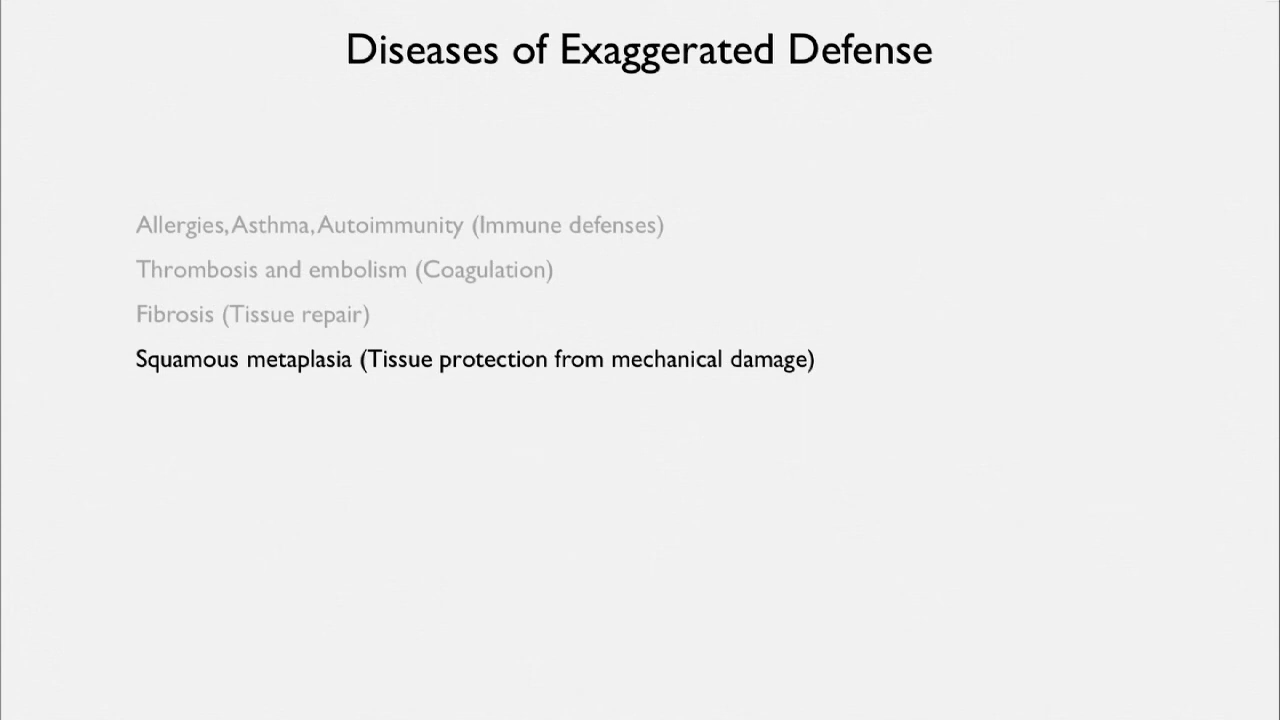 Diseases of Exaggerated Defense
Allergies, Asthma, Autoimmunity (Immune defenses)
Thrombosis and embolism (Coagulation)
Fibrosis (Tissue repair)
Squamous metaplasia (Tissue protection from mechanical damage)